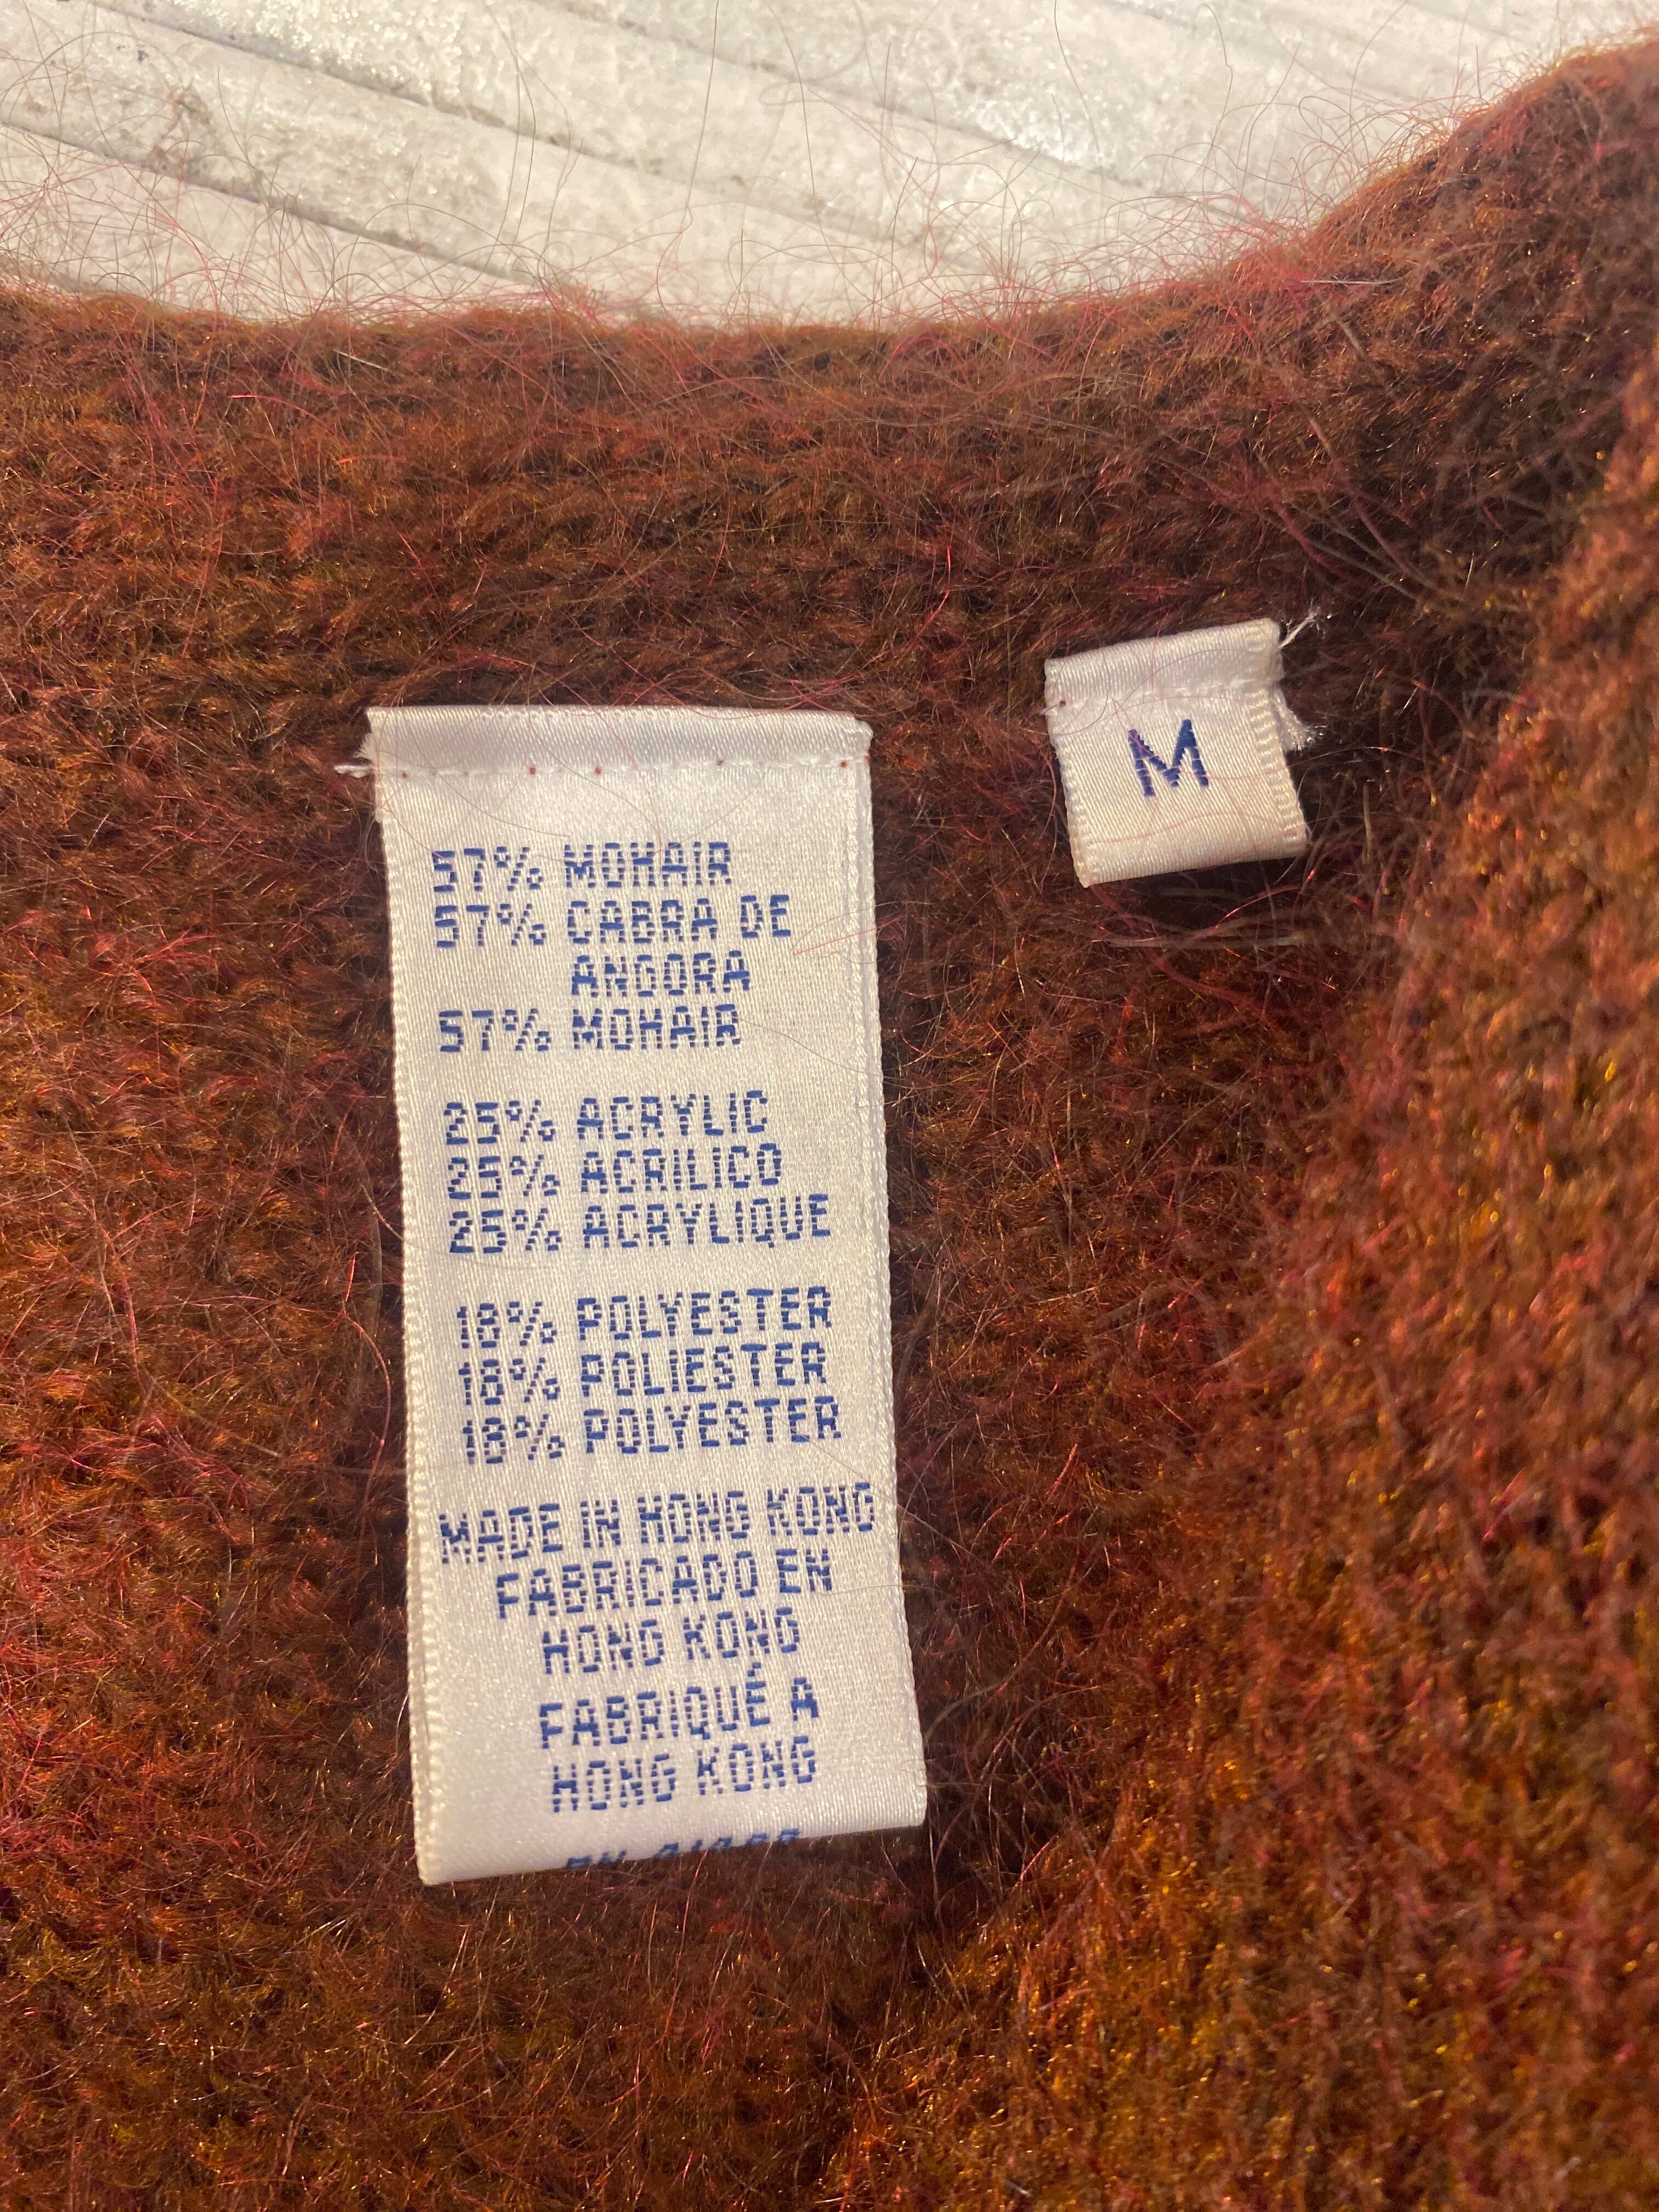 M
57% MOHAIR
57% CABRA DE
ANGORA
57% MOHAIR
25% ACRYLIC
25% ACRILICO
25% ACRYLIQUE
18% POLYESTER
18% POLIESTER
18% POLYESTER
MADE IN HONG KONG
FABRICADO EN
HONG KONG
FABRIQUÉ A
HONG KONG